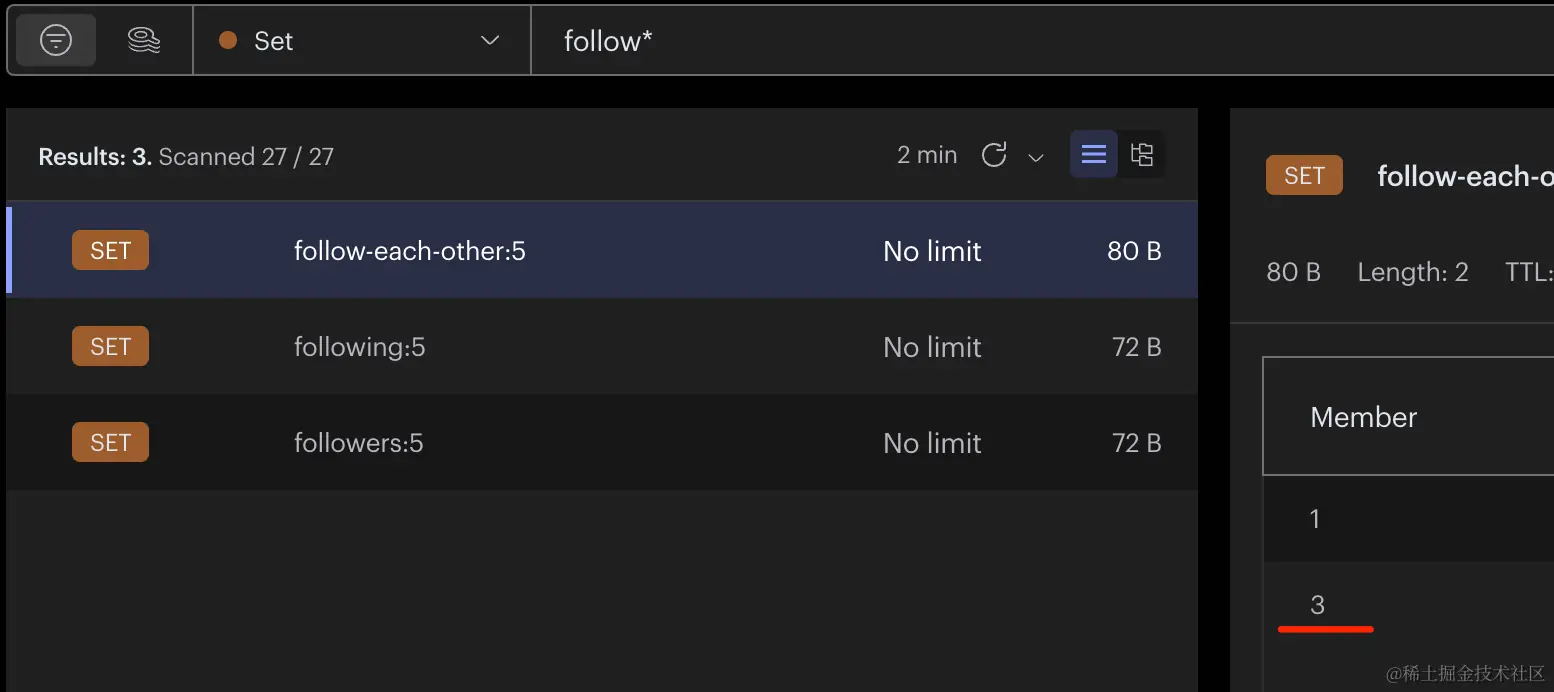 Set
follow*
Results: 3. Scanned 27 / 27
2 min
SET follow-each-other:5 No limit 80 B
SET following:5 No limit 72 B
SET followers:5 No limit 72 B
SET follow-each-o
80 B Length: 2 TTL:
Member
1
3
@稀土掘金技术社区